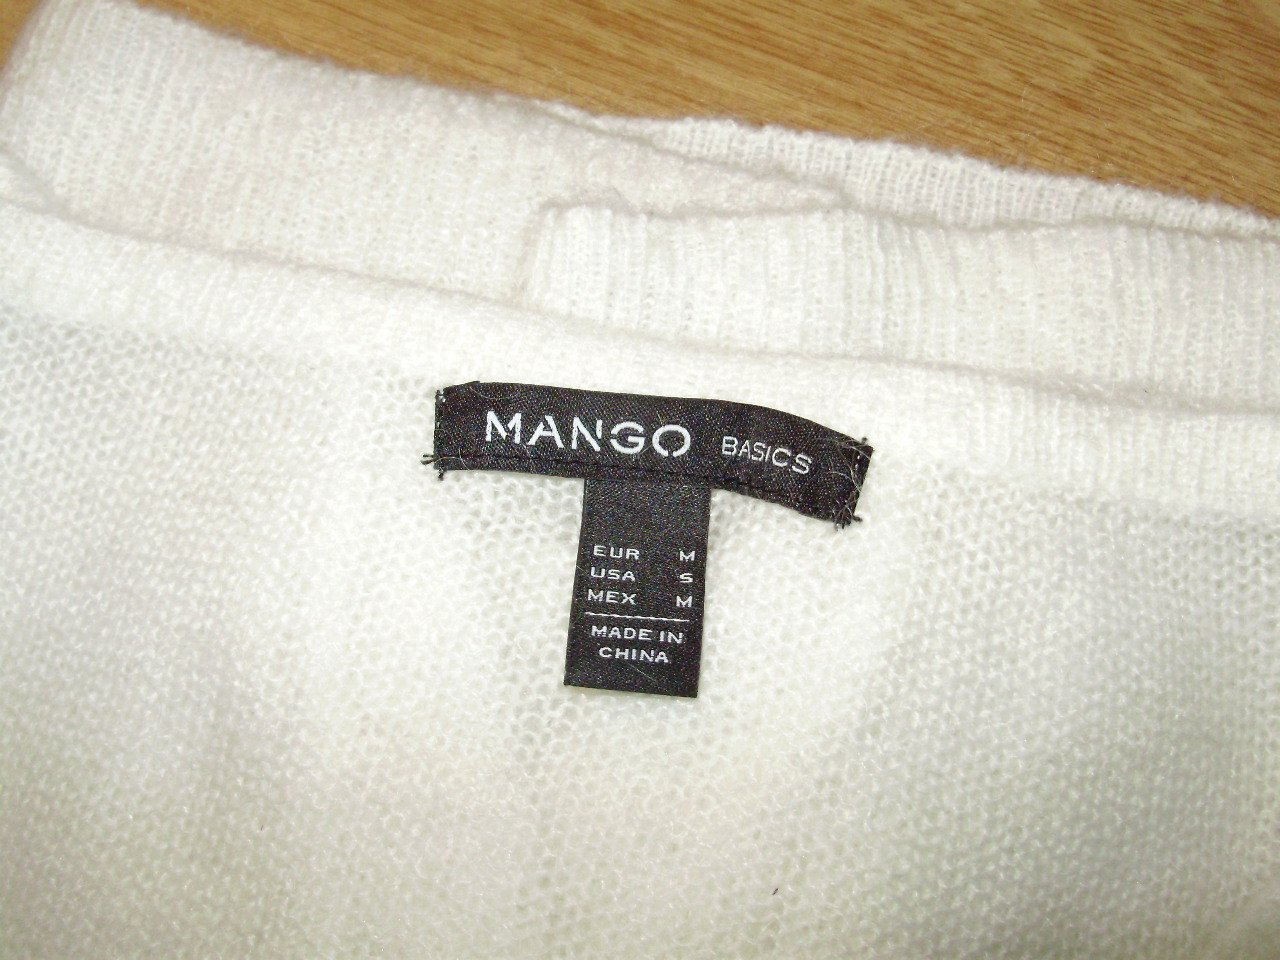 MANGO BASICS
EUR M
USA S
MEX M
MADE IN
CHINA